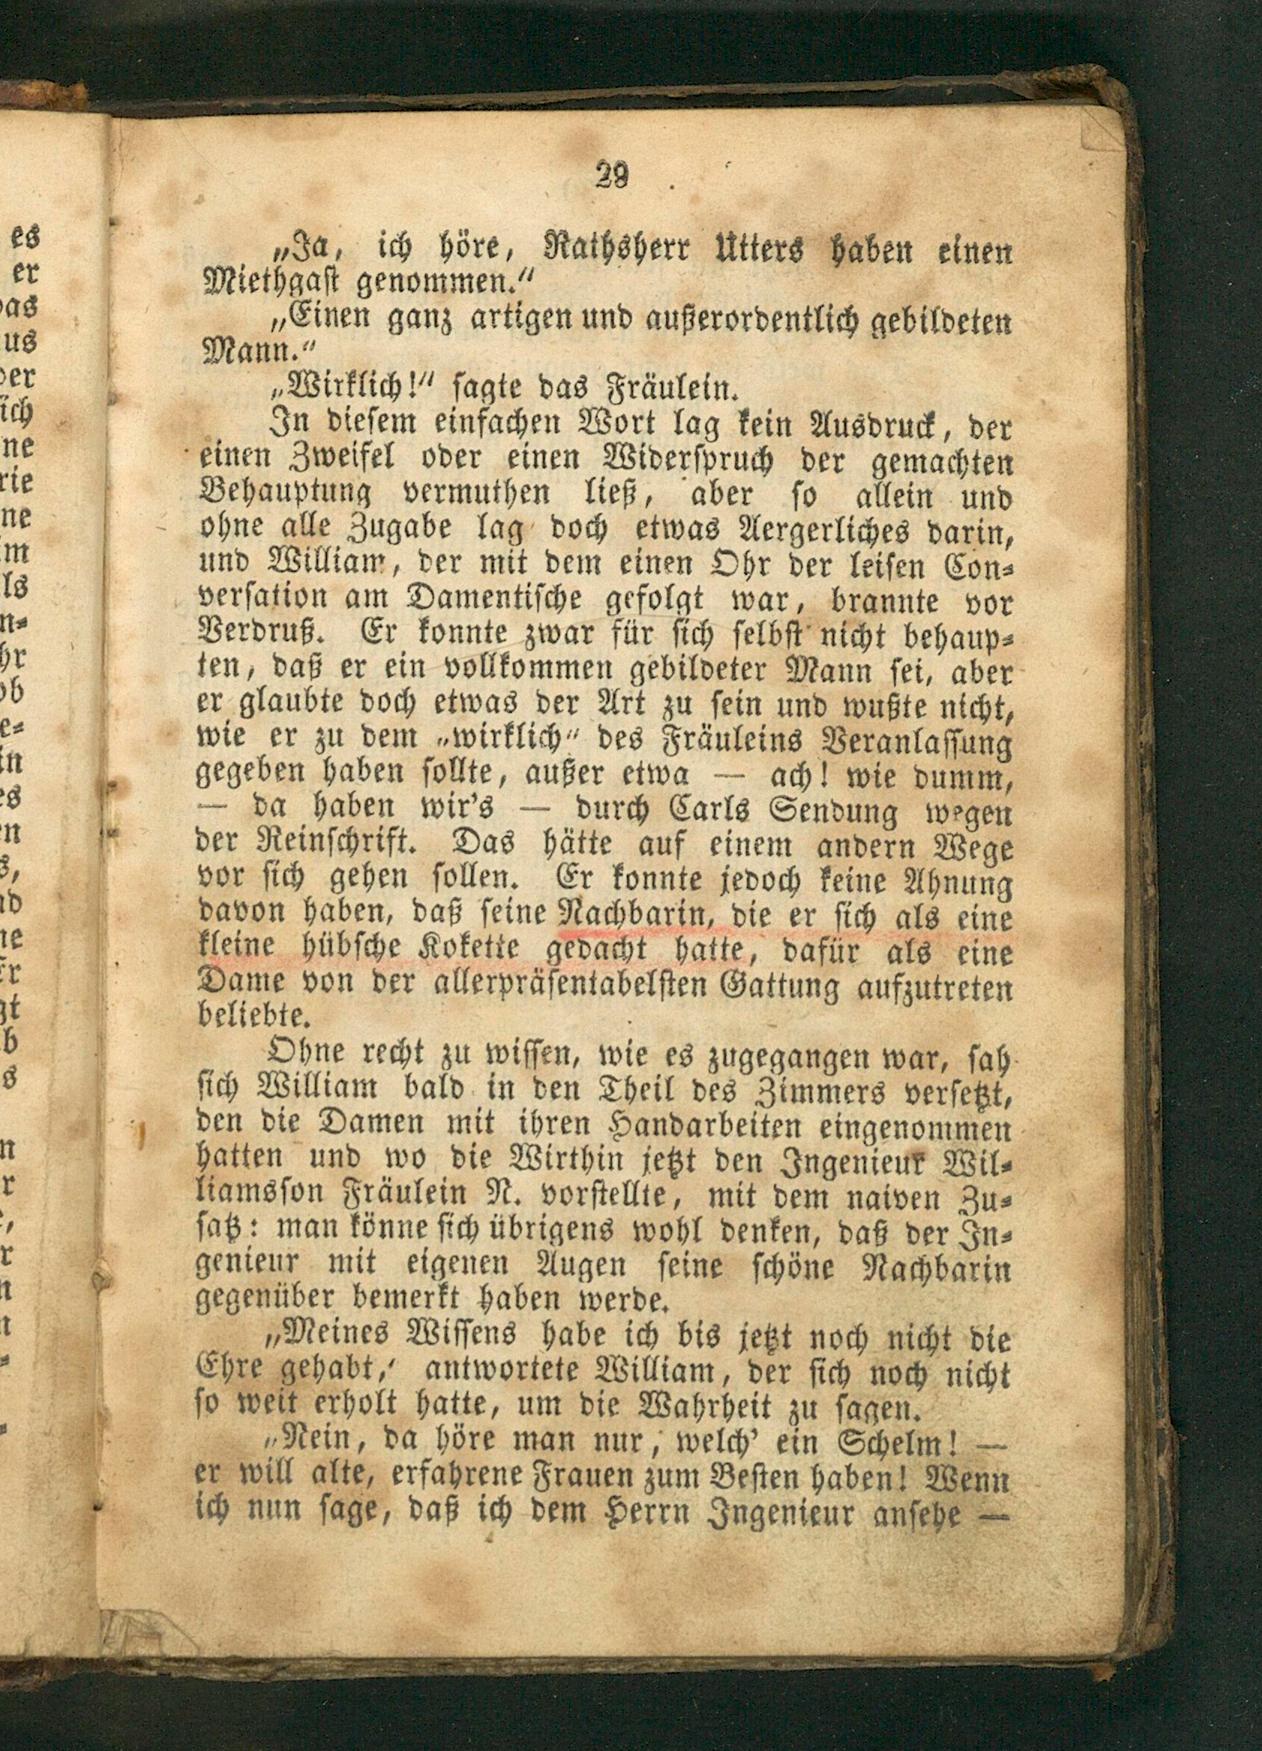 29
„Ja, ich höre, Rathsherr Utters haben einen
Miethgast genommen.“
„Einen ganz artigen und außerordentlich gebildeten
Mann.“
„Wirklich!“ sagte das Fräulein.
In diesem einfachen Wort lag kein Ausdruck, der
einen Zweifel oder einen Widerspruch der gemachten
Behauptung vermuthen ließ, aber so allein und
ohne alle Zugabe lag doch etwas Aergerliches darin,
und William, der mit dem einen Ohr der leisen Con-
versation am Damentische gefolgt war, brannte vor
Verdruß. Er konnte zwar für sich selbst nicht behaup-
ten, daß er ein vollkommen gebildeter Mann sei, aber
er glaubte doch etwas der Art zu sein und wußte nicht,
wie er zu dem „wirklich“ des Fräuleins Veranlassung
gegeben haben sollte, außer etwa — ach! wie dumm,
— da haben wir's — durch Carls Sendung wegen
der Reinschrift. Das hätte auf einem andern Wege
vor sich gehen sollen. Er konnte jedoch keine Ahnung
davon haben, daß seine Nachbarin, die er sich als eine
kleine hübsche Kokette gedacht hatte, dafür als eine
Dame von der allerpräsentabelsten Gattung aufzutreten
beliebte.
Ohne recht zu wissen, wie es zugegangen war, sah
sich William bald in den Theil des Zimmers versetzt,
den die Damen mit ihren Handarbeiten eingenommen
hatten und wo die Wirthin jetzt den Ingenieur Wil-
liamsson Fräulein N. vorstellte, mit dem naiven Zu-
satz: man könne sich übrigens wohl denken, daß der In-
genieur mit eigenen Augen seine schöne Nachbarin
gegenüber bemerkt haben werde.
„Meines Wissens habe ich bis jetzt noch nicht die
Ehre gehabt,“ antwortete William, der sich noch nicht
so weit erholt hatte, um die Wahrheit zu sagen.
„Nein, da höre man nur, welch' ein Schelm! —
er will alte, erfahrene Frauen zum Besten haben! Wenn
ich nun sage, daß ich dem Herrn Ingenieur ansehe —